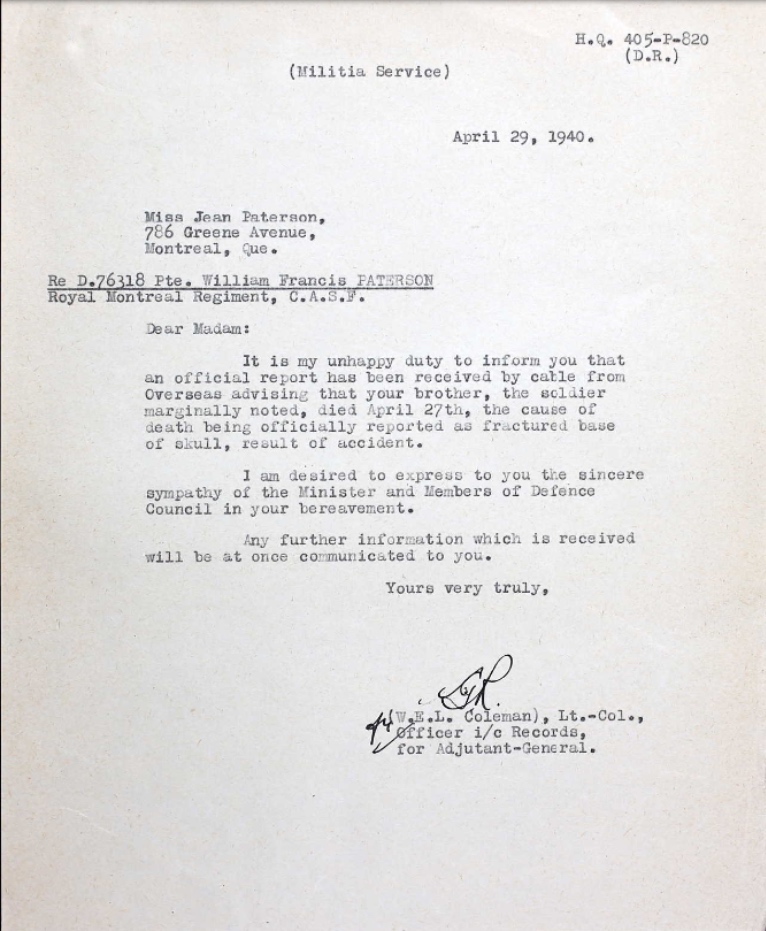 H.Q. 405-P-820
(D.R.)
(Militia Service)
April 29, 1940.
Miss Jean Paterson,
786 Greene Avenue,
Montreal, Que.
Re D.76318 Pte. William Francis PATERSON
Royal Montreal Regiment, C.A.S.F.
Dear Madam:
It is my unhappy duty to inform you that
an official report has been received by cable from
Overseas advising that your brother, the soldier
marginally noted, died April 27th, the cause of
death being officially reported as fractured base
of skull, result of accident.
I am desired to express to you the sincere
sympathy of the Minister and Members of Defence
Council in your bereavement.
Any further information which is received
will be at once communicated to you.
Yours very truly,
(W.E.L. Coleman), Lt.-Col.,
Officer i/c Records,
for Adjutant-General.